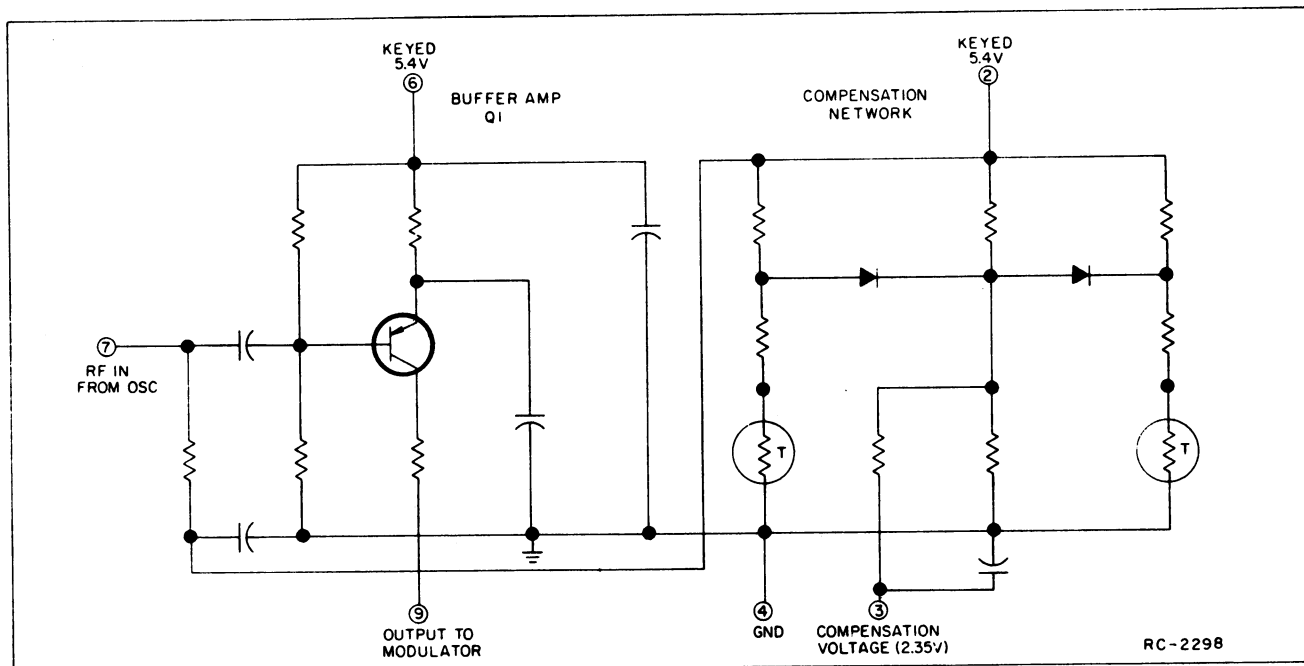 KEYED
5.4V
6
BUFFER AMP
Q1
KEYED
5.4V
2
COMPENSATION
NETWORK
7
RF IN
FROM OSC
T
T
9
OUTPUT TO
MODULATOR
4
GND
3
COMPENSATION
VOLTAGE (2.35V)
RC-2298